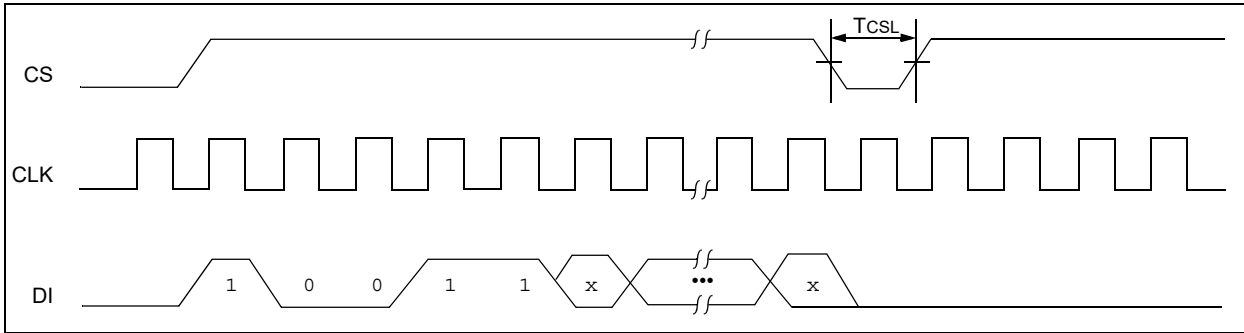 TCSL
CS
CLK
DI 1 0 0 1 1 x ••• x